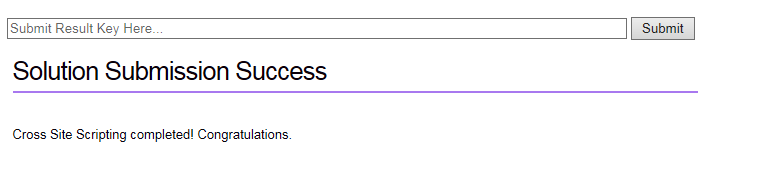 Submit Result Key Here... Submit
Solution Submission Success
Cross Site Scripting completed! Congratulations.